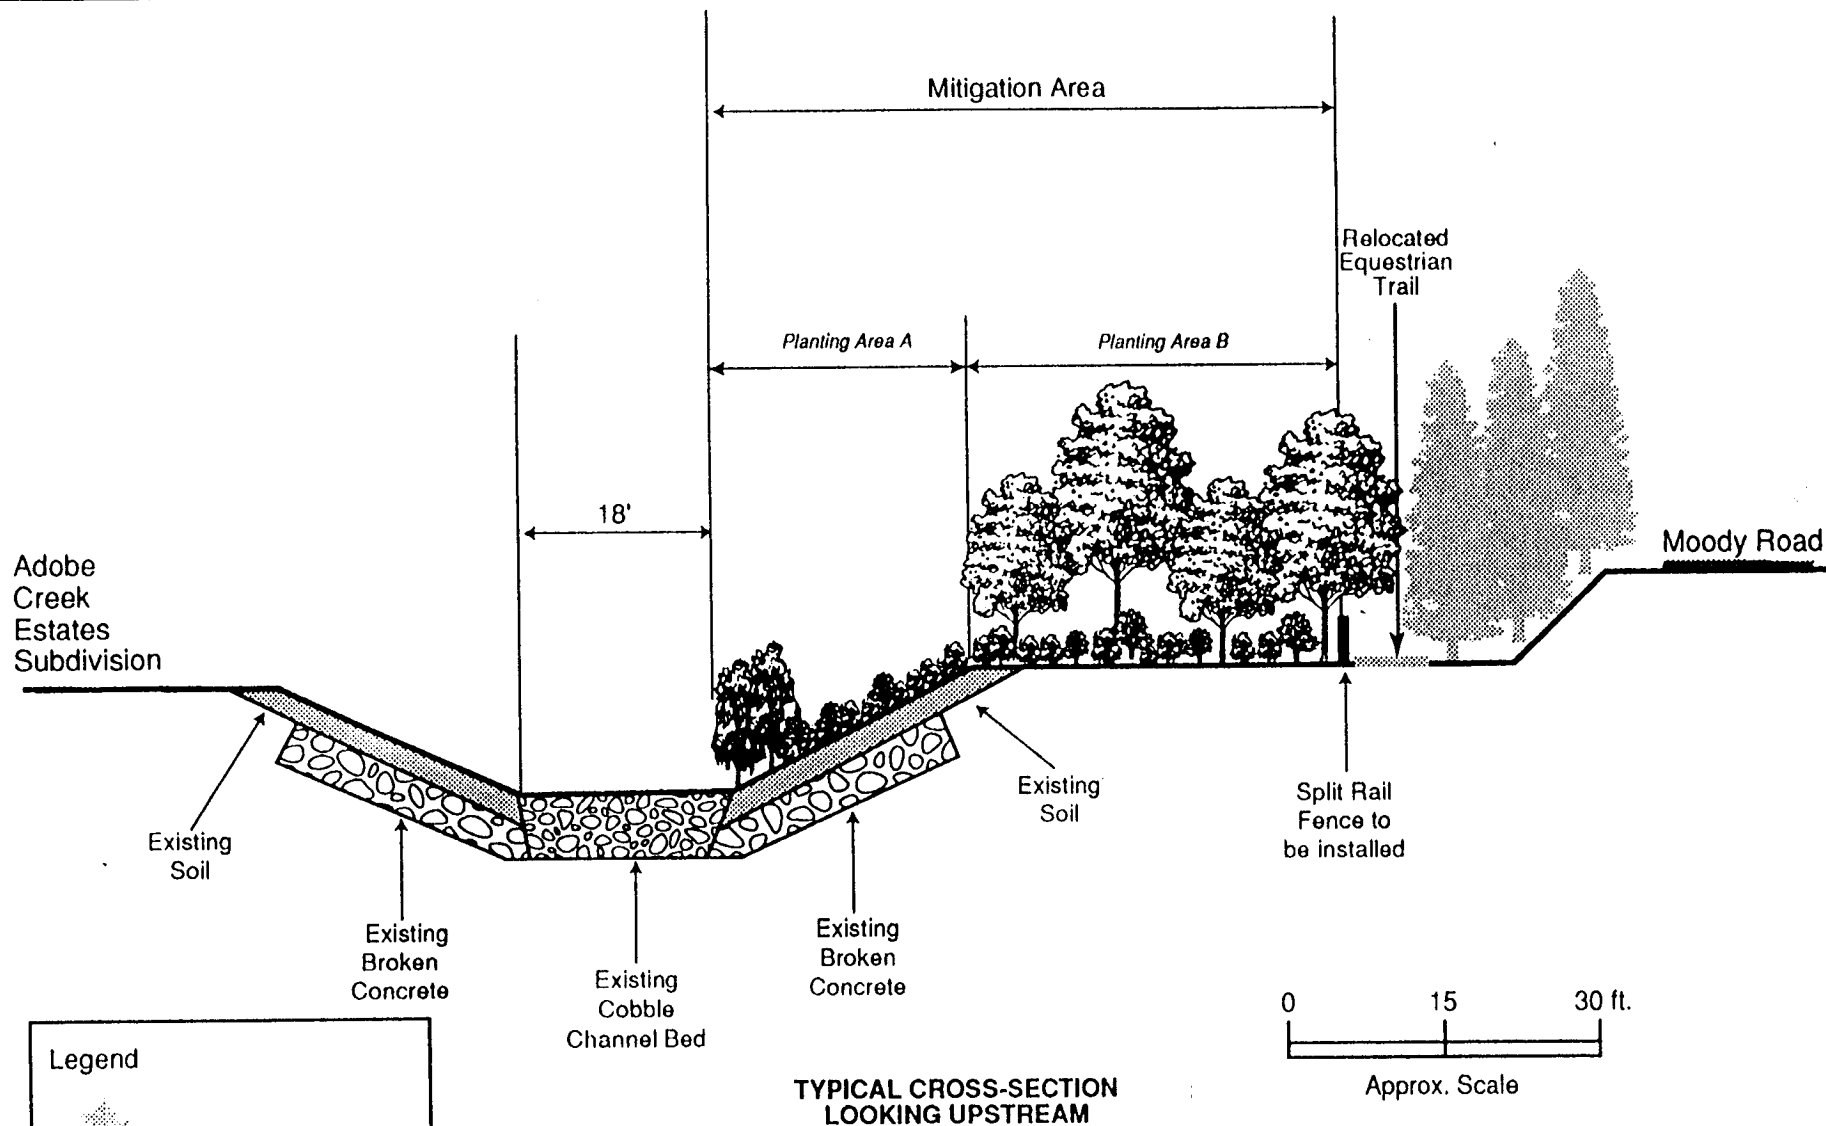 Mitigation Area
Relocated
Equestrian
Trail
Planting Area A
Planting Area B
18'
Moody Road
Adobe
Creek
Estates
Subdivision
Existing
Soil
Existing
Soil
Split Rail
Fence to
be installed
Existing
Broken
Concrete
Existing
Cobble
Channel Bed
Existing
Broken
Concrete
0 15 30 ft.
Approx. Scale
Legend
TYPICAL CROSS-SECTION
LOOKING UPSTREAM